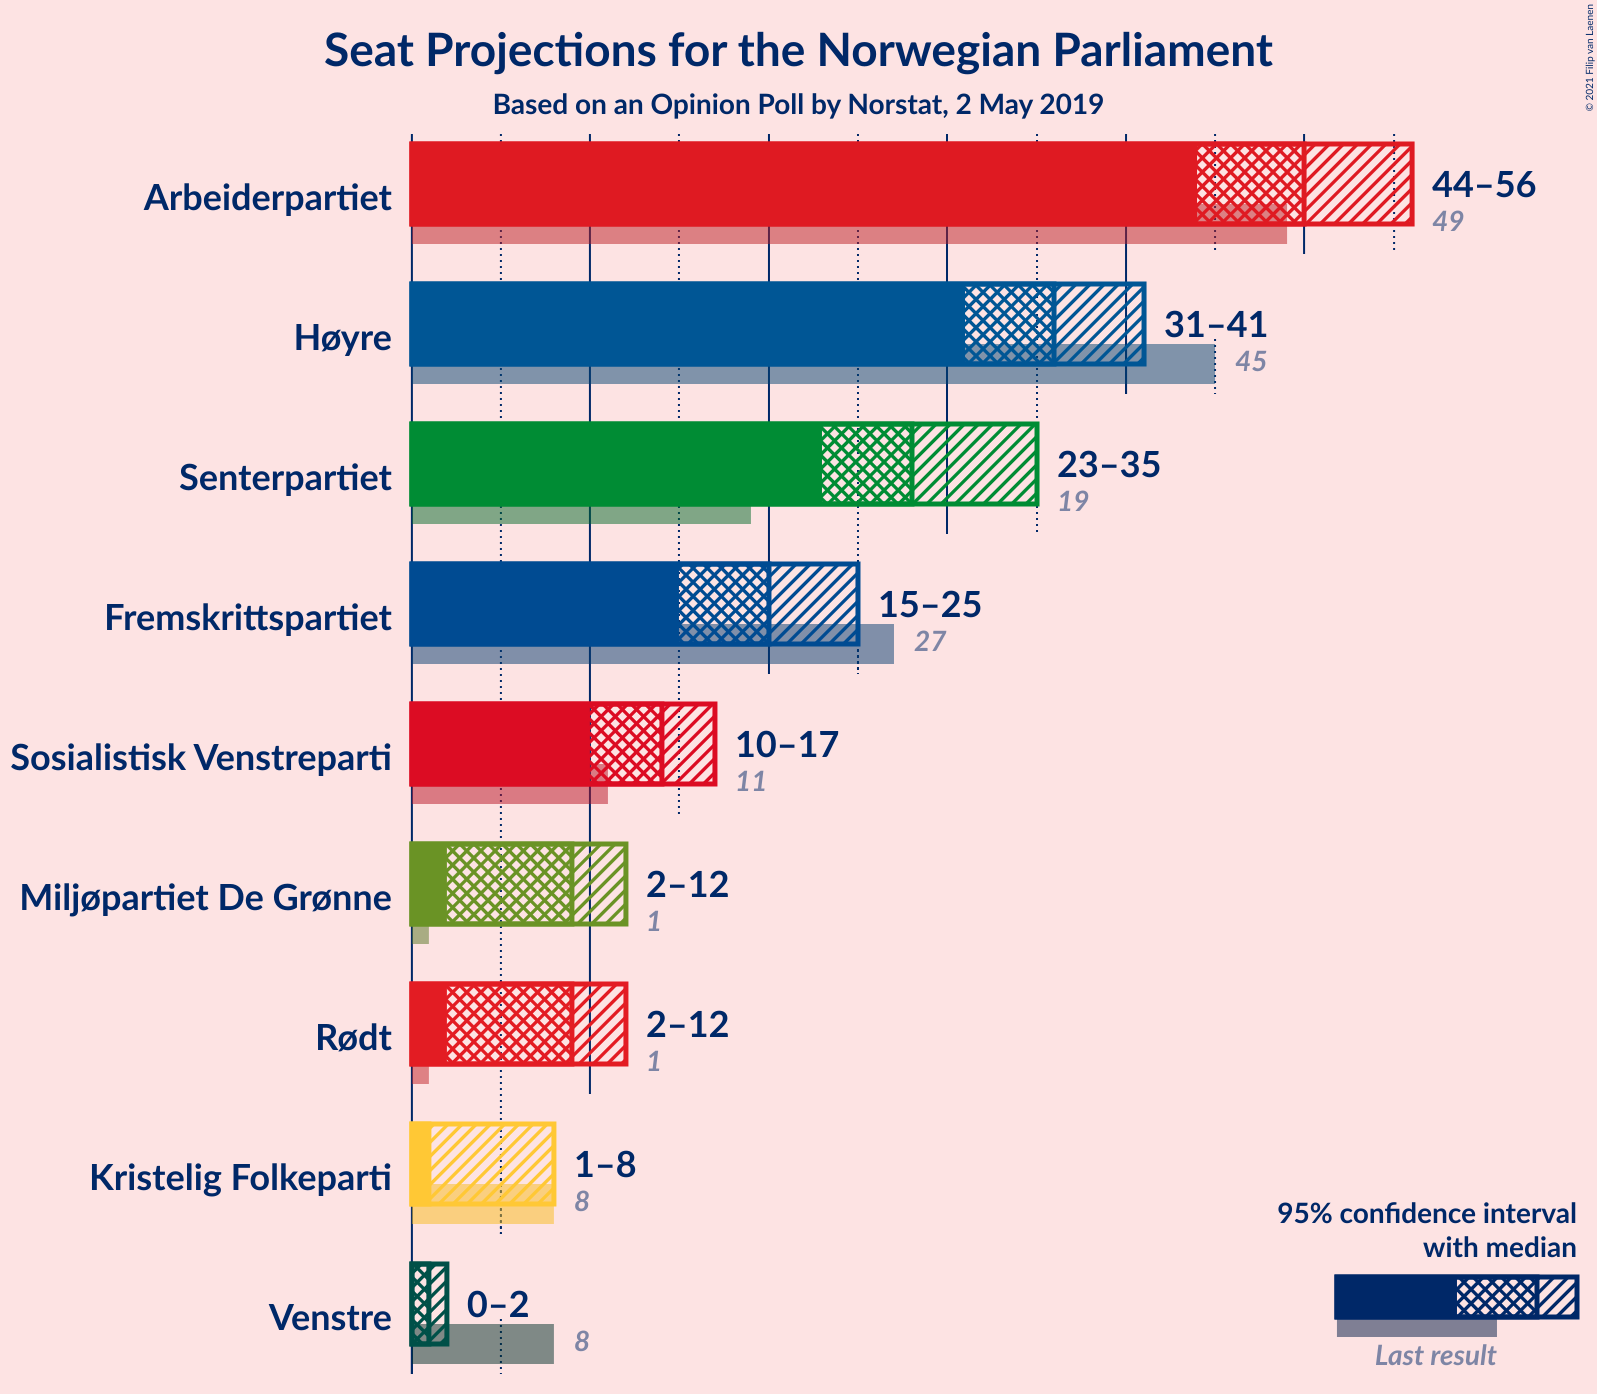 Seat Projections for the Norwegian Parliament
Based on an Opinion Poll by Norstat, 2 May 2019
© 2021 Filip van Laenen
Arbeiderpartiet
44–56
49
Høyre
31–41
45
Senterpartiet
23–35
19
Fremskrittspartiet
15–25
27
Sosialistisk Venstreparti
10–17
11
Miljøpartiet De Grønne
2–12
1
Rødt
2–12
1
Kristelig Folkeparti
1–8
8
Venstre
0–2
8
95% confidence interval
with median
Last result